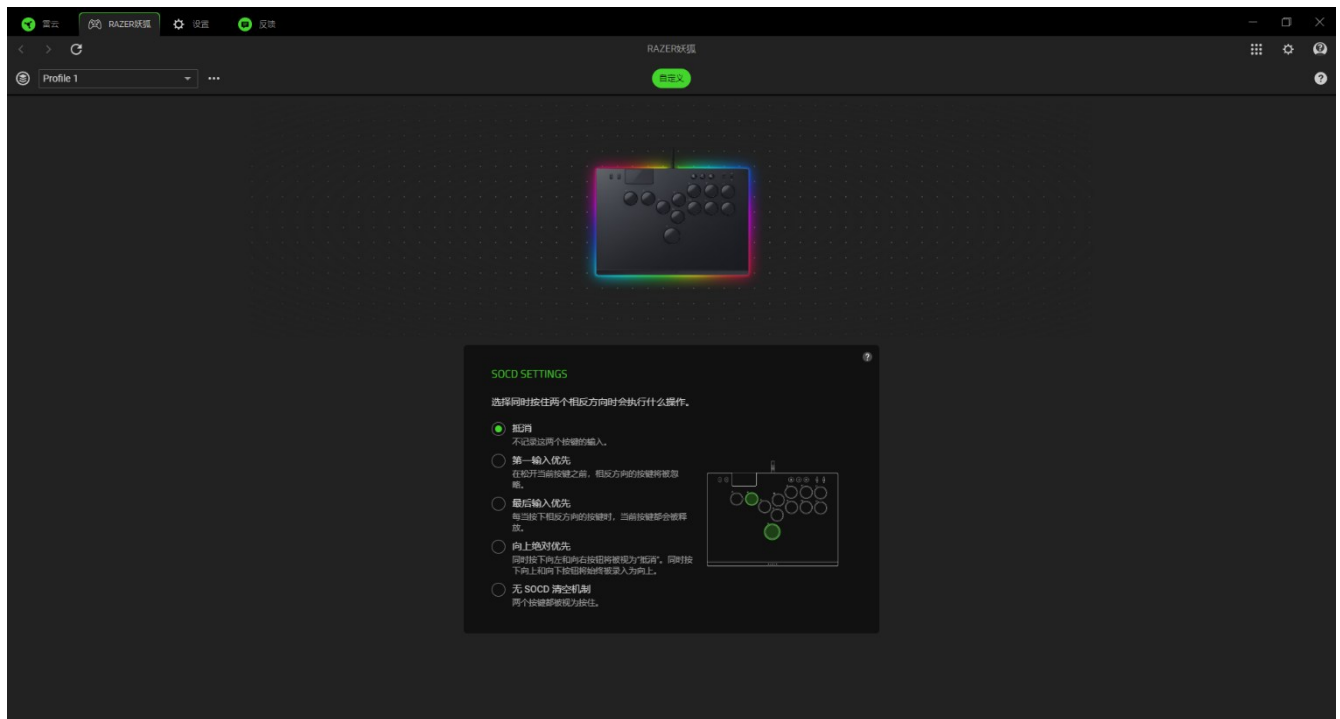 雷云
RAZER妖狐
设置
反馈
RAZER妖狐
Profile 1
自定义
SOCD SETTINGS
选择同时按住两个相反方向时会执行什么操作。
抵消
不记录这两个按键的输入。
第一输入优先
在松开当前按键之前，相反方向的按键将被忽
略。
最后输入优先
每当按下相反方向的按键时，当前按键都会被释
放。
向上绝对优先
同时按下向左和向右按钮将被视为“抵消”。同时按
下向上和向下按钮将始终被录入为向上。
无 SOCD 清空机制
两个按键都被视为按住。